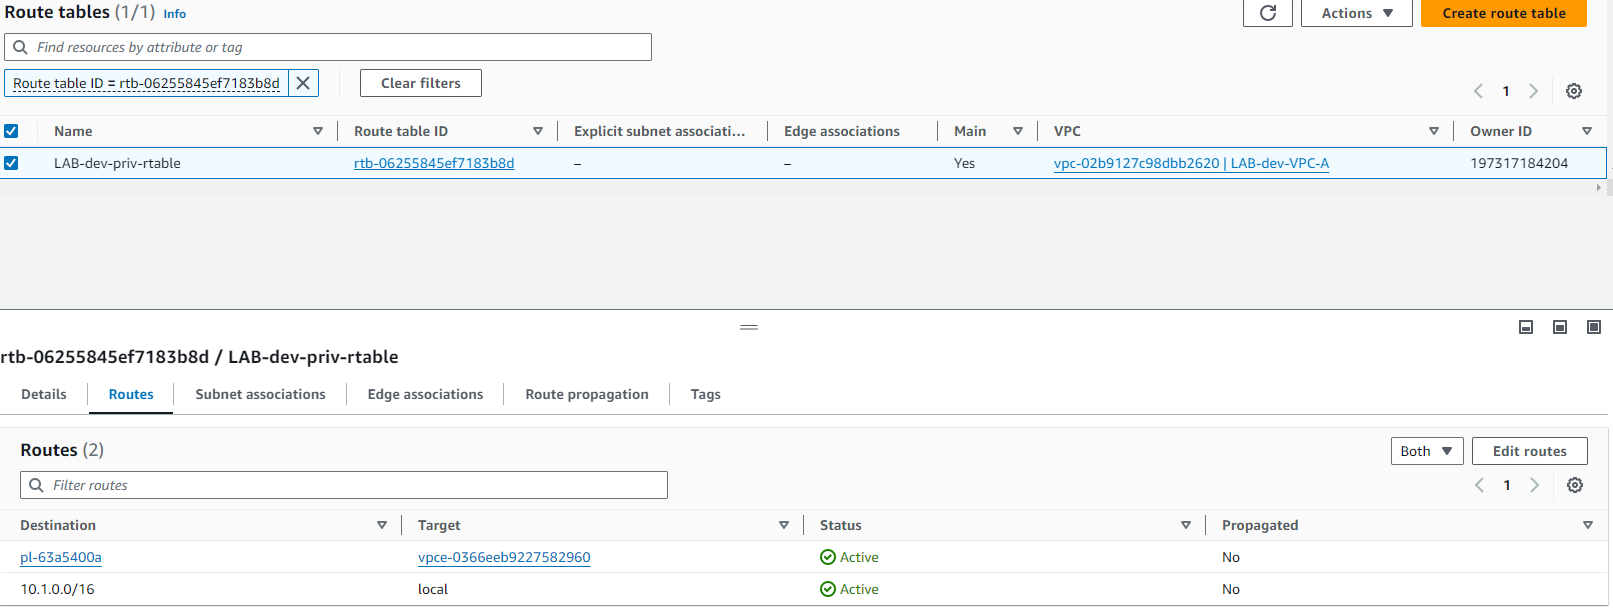 Route tables (1/1) Info
Actions
Create route table
Find resources by attribute or tag
Route table ID = rtb-06255845ef7183b8d
Clear filters
1
Name Route table ID Explicit subnet associati... Edge associations Main VPC Owner ID
LAB-dev-priv-rtable rtb-06255845ef7183b8d – – Yes vpc-02b9127c98dbb2620 | LAB-dev-VPC-A 197317184204
rtb-06255845ef7183b8d / LAB-dev-priv-rtable
Details Routes Subnet associations Edge associations Route propagation Tags
Routes (2)
Both
Edit routes
Filter routes
1
Destination Target Status Propagated
pl-63a5400a vpce-0366eeb9227582960 Active No
10.1.0.0/16 local Active No